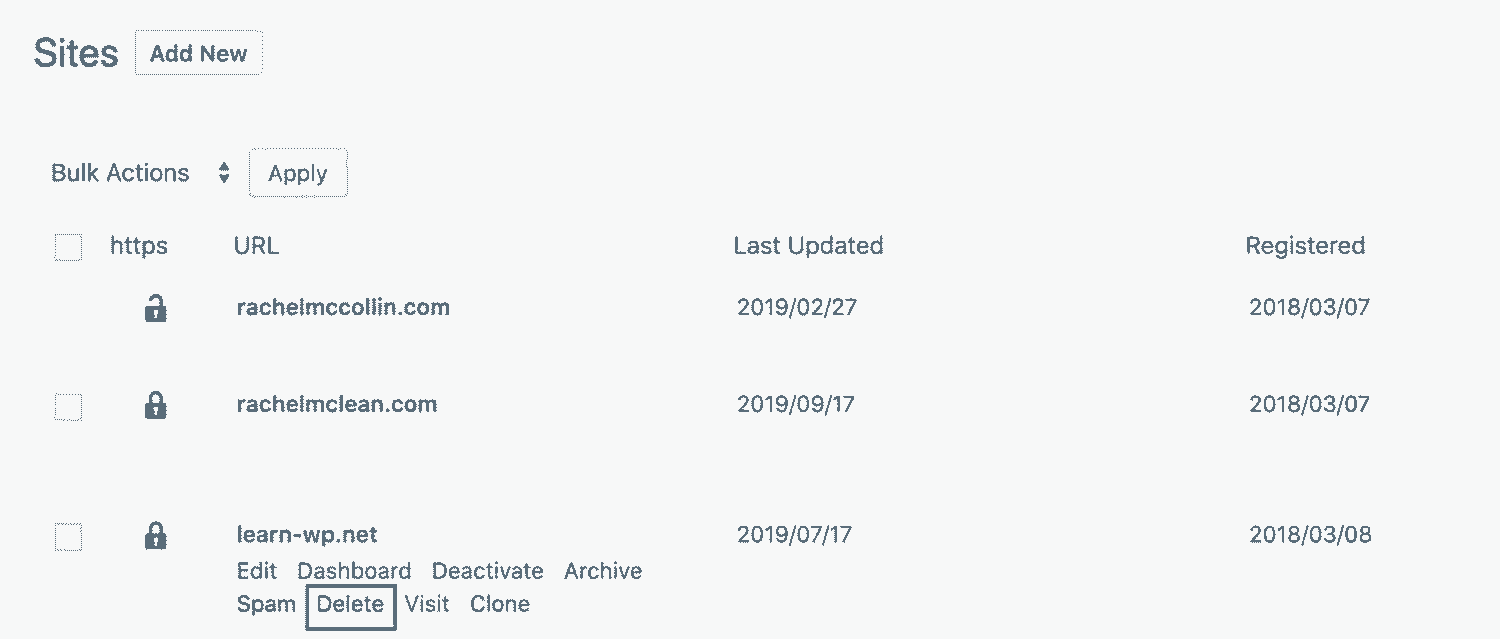 Sites Add New
Bulk Actions Apply
https URL Last Updated Registered
rachelmccollin.com 2019/02/27 2018/03/07
rachelmclean.com 2019/09/17 2018/03/07
learn-wp.net 2019/07/17 2018/03/08
Edit Dashboard Deactivate Archive
Spam Delete Visit Clone